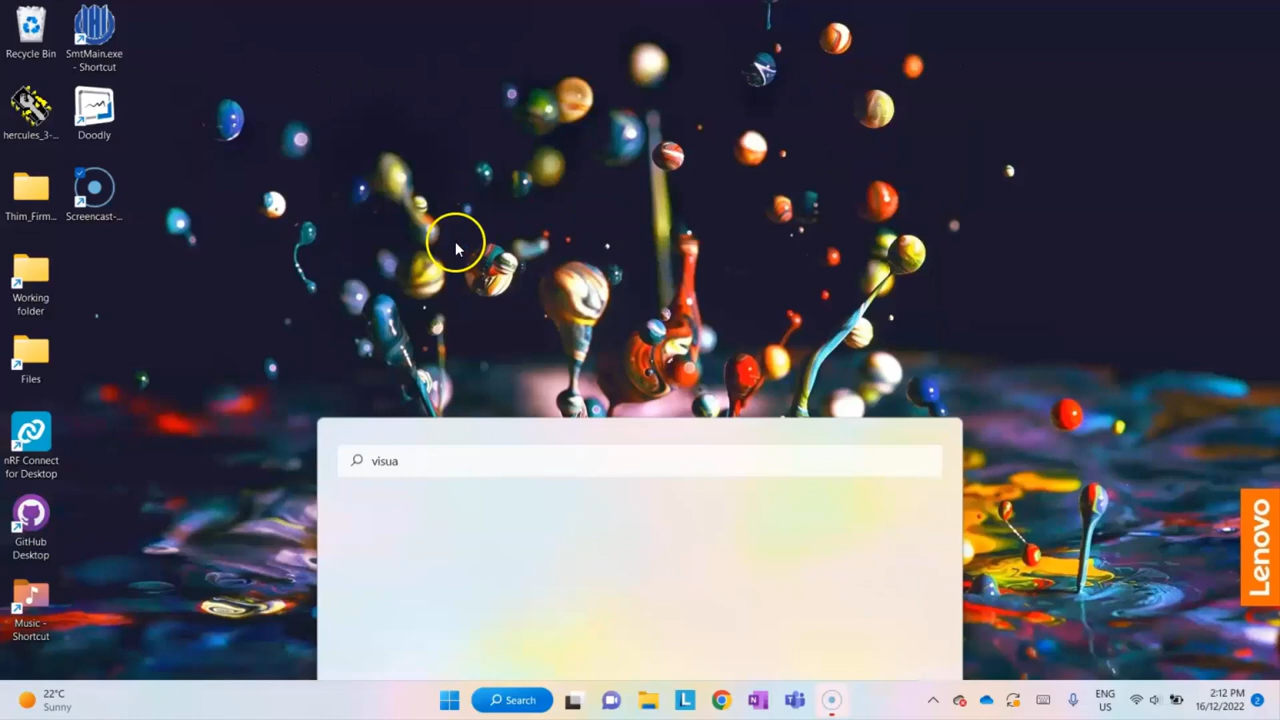 Recycle Bin
SmtMain.exe
- Shortcut
hercules_3-...
Doodly
Thim_Firm...
Screencast-...
Working
folder
Files
nRF Connect
for Desktop
GitHub
Desktop
Music -
Shortcut
visua
Lenovo
22°C
Sunny
Search
ENG
US
2:12 PM
16/12/2022
2